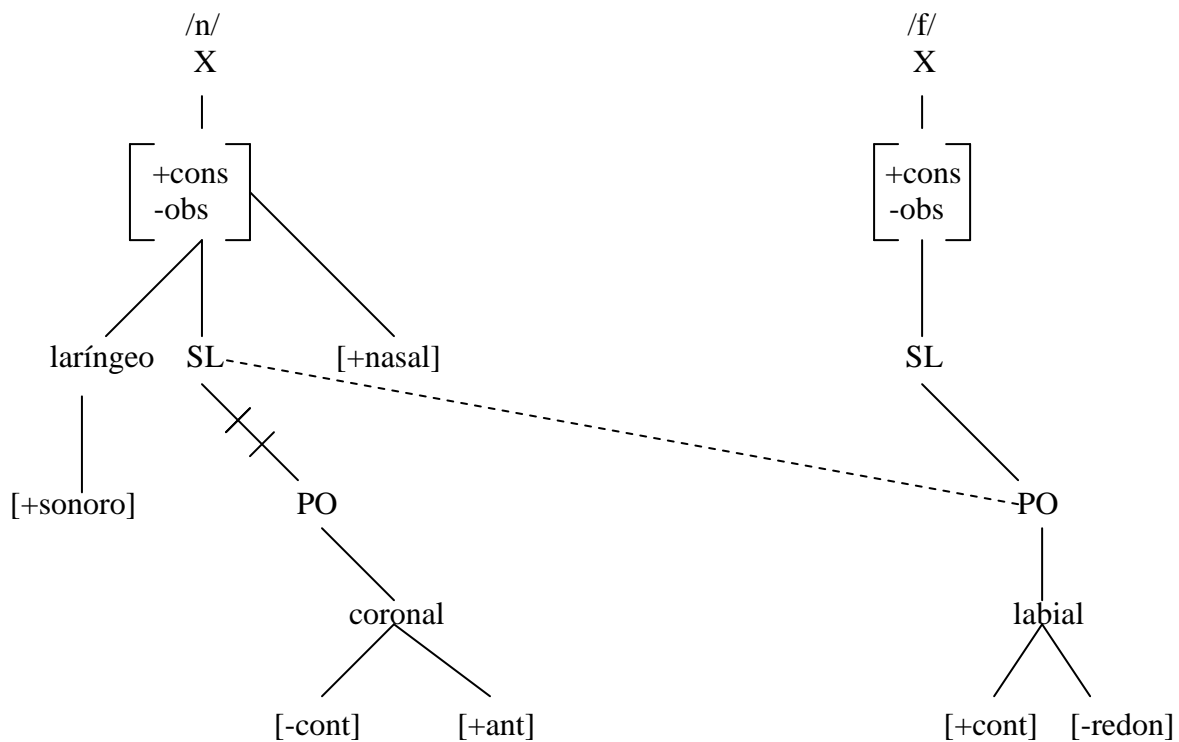 /n/ /f/
X X
+cons +cons
-obs -obs
laríngeo SL [+nasal] SL
[+sonoro] PO PO
coronal labial
[-cont] [+ant] [+cont] [-redon]